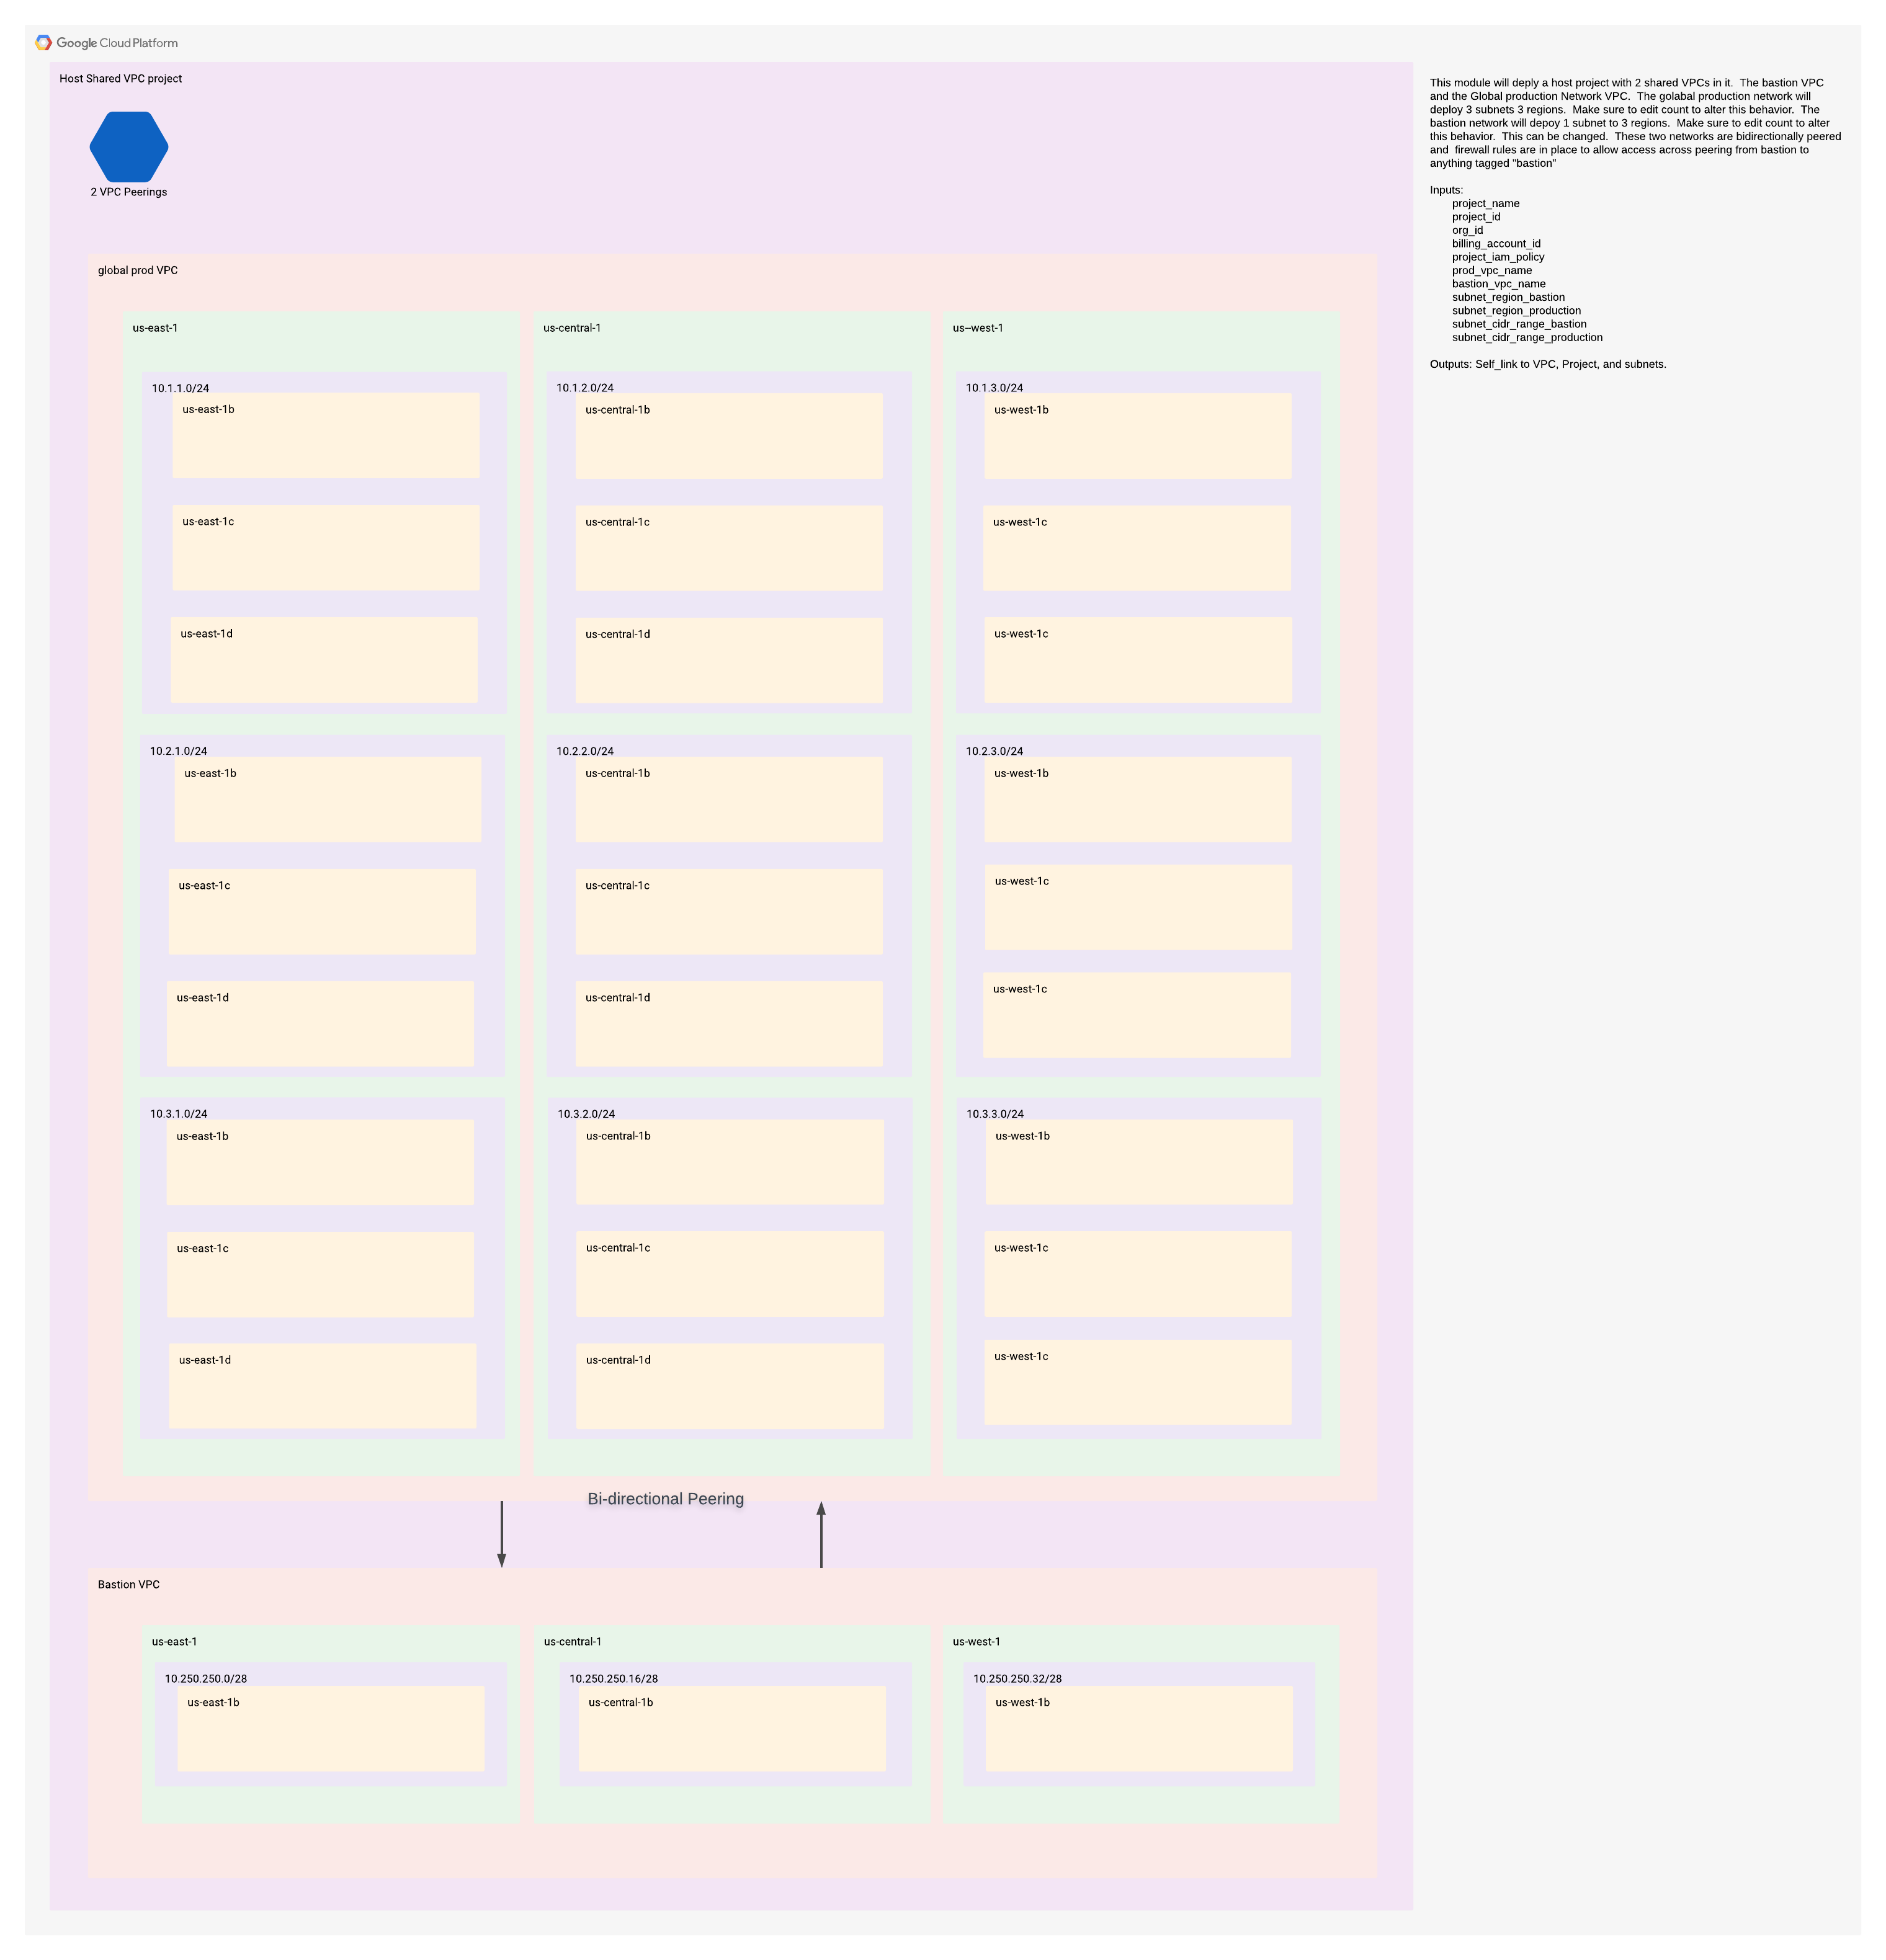 Google Cloud Platform
Host Shared VPC project
2 VPC Peerings
This module will deply a host project with 2 shared VPCs in it.  The bastion VPC
and the Global production Network VPC.  The golabal production network will
deploy 3 subnets 3 regions.  Make sure to edit count to alter this behavior.  The
bastion network will depoy 1 subnet to 3 regions.  Make sure to edit count to alter
this behavior.  This can be changed.  These two networks are bidirectionally peered
and  firewall rules are in place to allow access across peering from bastion to
anything tagged "bastion"
Inputs:
project_name
project_id
org_id
billing_account_id
project_iam_policy
prod_vpc_name
bastion_vpc_name
subnet_region_bastion
subnet_region_production
subnet_cidr_range_bastion
subnet_cidr_range_production
Outputs: Self_link to VPC, Project, and subnets.
global prod VPC
us-east-1
10.1.1.0/24
us-east-1b
us-east-1c
us-east-1d
10.2.1.0/24
us-east-1b
us-east-1c
us-east-1d
10.3.1.0/24
us-east-1b
us-east-1c
us-east-1d
us-central-1
10.1.2.0/24
us-central-1b
us-central-1c
us-central-1d
10.2.2.0/24
us-central-1b
us-central-1c
us-central-1d
10.3.2.0/24
us-central-1b
us-central-1c
us-central-1d
us--west-1
10.1.3.0/24
us-west-1b
us-west-1c
us-west-1c
10.2.3.0/24
us-west-1b
us-west-1c
us-west-1c
10.3.3.0/24
us-west-1b
us-west-1c
us-west-1c
Bi-directional Peering
Bastion VPC
us-east-1
10.250.250.0/28
us-east-1b
us-central-1
10.250.250.16/28
us-central-1b
us-west-1
10.250.250.32/28
us-west-1b